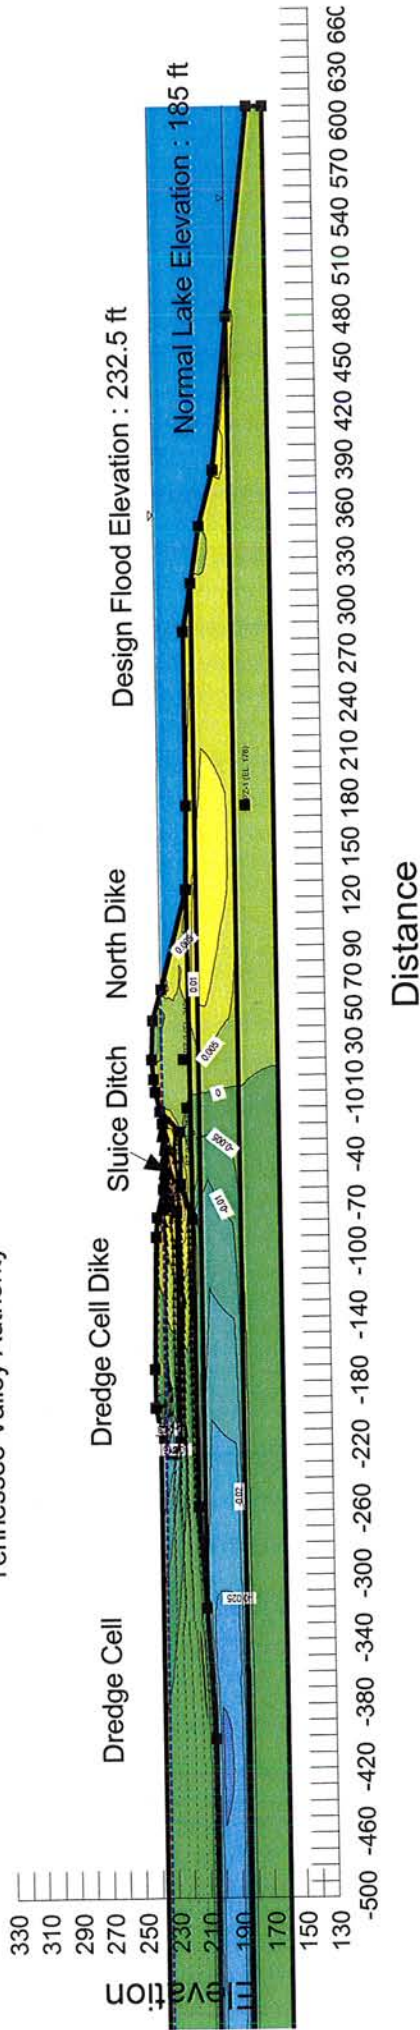 Tennessee Valley Authority
Dredge Cell
Dredge Cell Dike
Sluice Ditch
North Dike
Design Flood Elevation : 232.5 ft
Normal Lake Elevation : 185 ft
Elevation
330
310
290
270
250
230
210
190
170
150
130
0.005
0.01
0.005
0
-0.005
-0.01
-0.02
-0.025
PZ-1 (EL. 176)
-500 -460 -420 -380 -340 -300 -260 -220 -180 -140 -100 -70 -40 -10 10 30 50 70 90 120 150 180 210 240 270 300 330 360 390 420 450 480 510 540 570 600 630 660
Distance